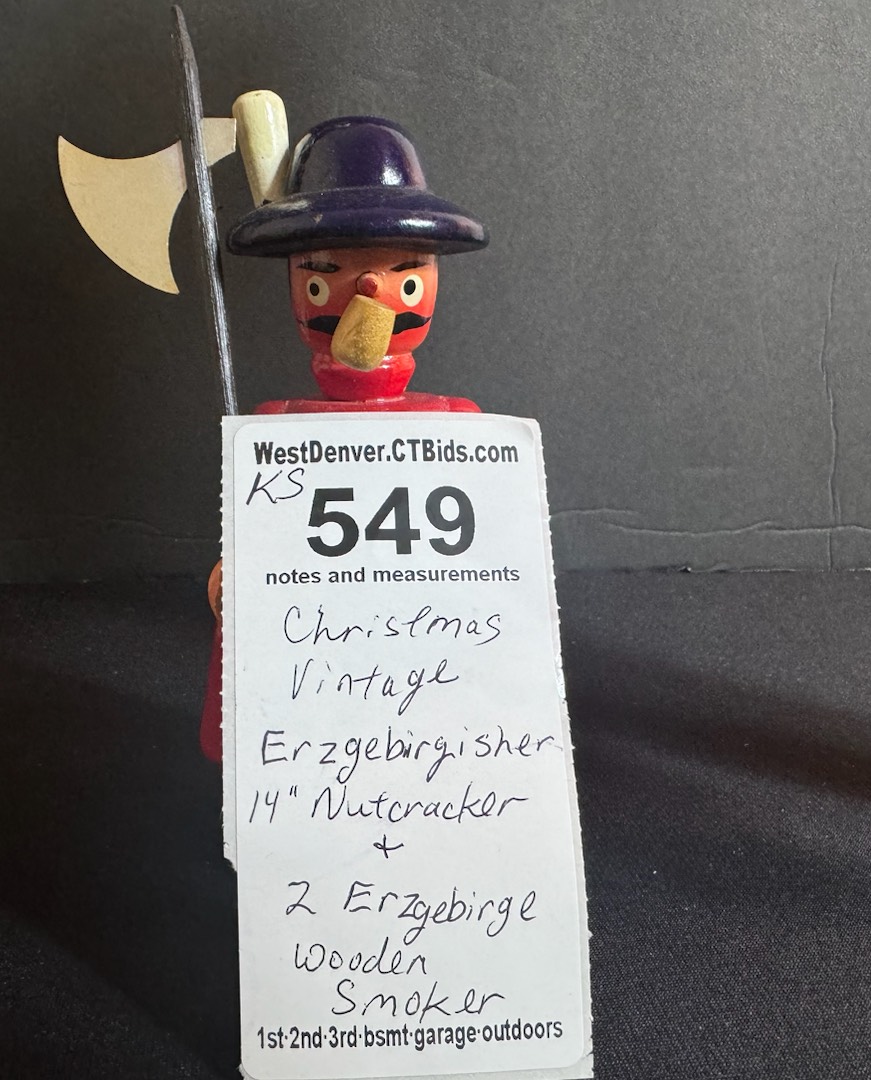 WestDenver.CTBids.com
KS
549
notes and measurements
Christmas
Vintage
Erzgebirgisher
14" Nutcracker
+
2 Erzgebirge
Wooden
Smoker
1st·2nd·3rd·bsmt·garage·outdoors